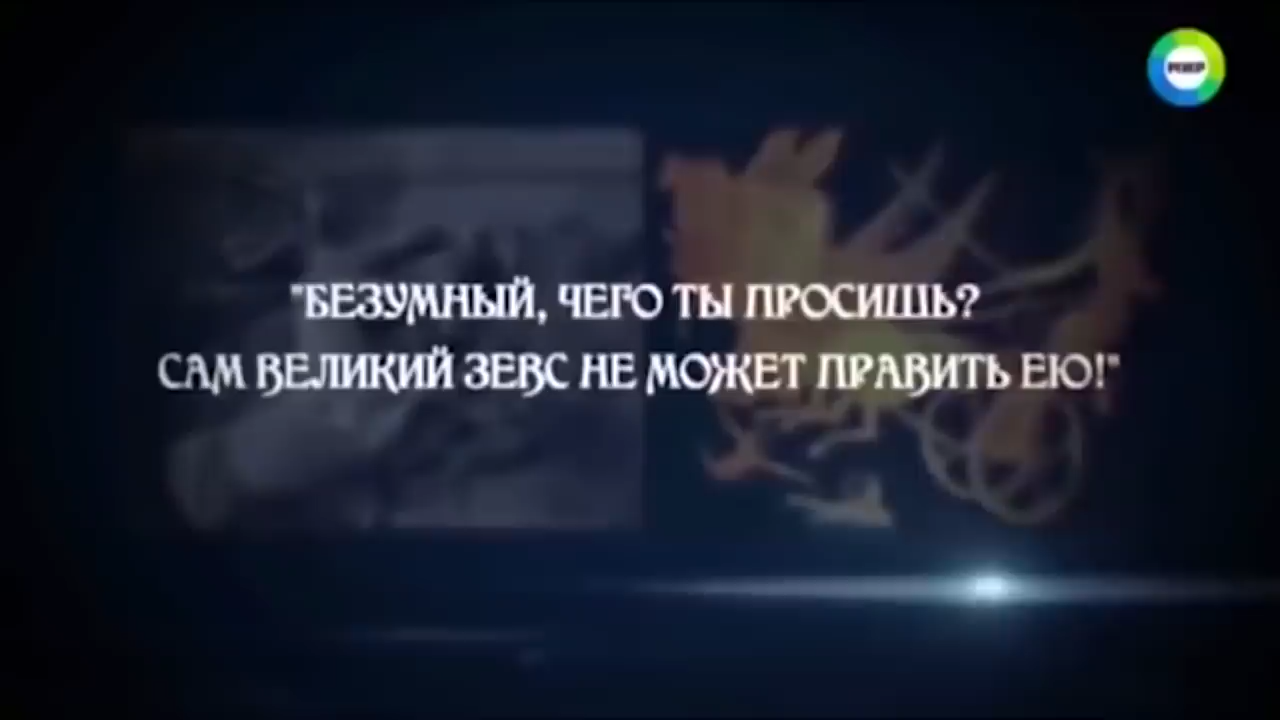 "БЕЗУМНЫЙ, ЧЕГО ТЫ ПРОСИШЬ?
САМ ВЕЛИКИЙ ЗЕВС НЕ МОЖЕТ ПРАВИТЬ ЕЮ!"